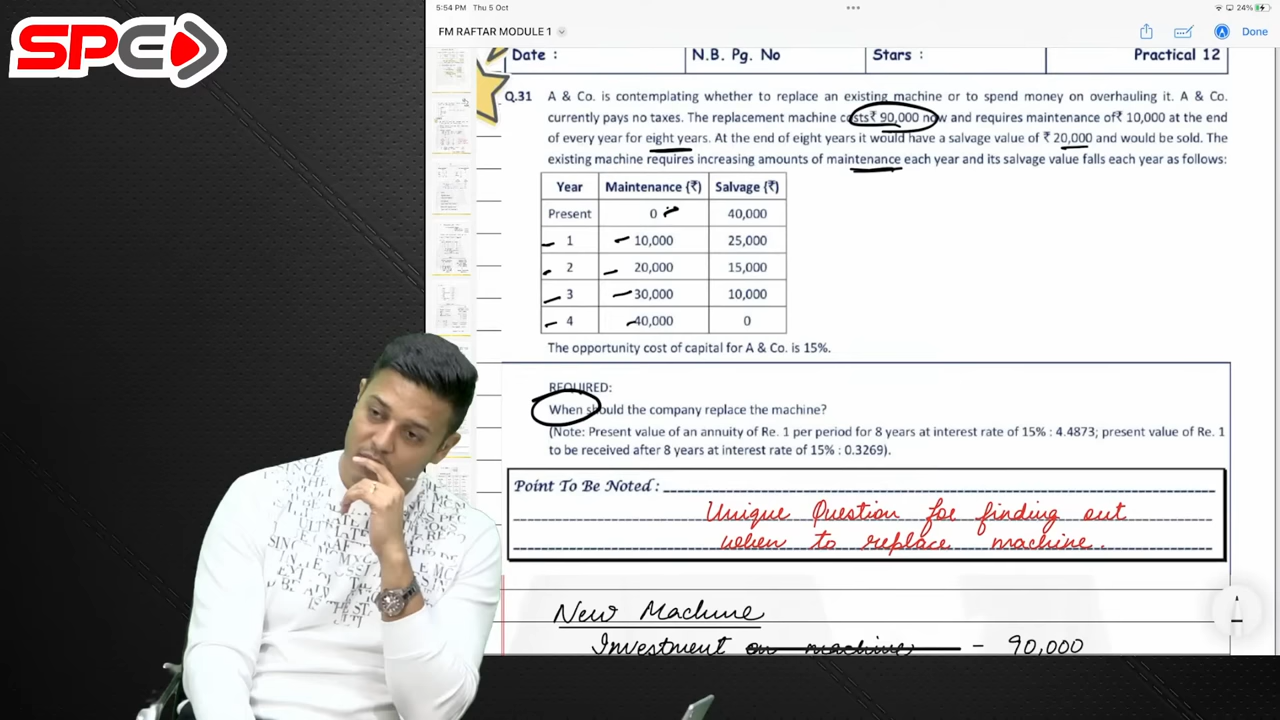 SPC
5:54 PM Thu 5 Oct
24%
FM RAFTAR MODULE 1
Done
Date :
No. Pg. No
Sums :
Practical 12
Q.31 A & Co. is contemplating whether to replace an existing machine or to spend money on overhauling it. A & Co.
currently pays no taxes. The replacement machine costs ₹ 90,000 now and requires maintenance of ₹ 10,000 at the end
of every year for eight years. At the end of eight years it would have a salvage value of ₹ 20,000 and would be sold. The
existing machine requires increasing amounts of maintenance each year and its salvage value falls each year as follows:
Year Maintenance (₹) Salvage (₹)
Present 0 40,000
1 10,000 25,000
2 20,000 15,000
3 30,000 10,000
4 40,000 0
The opportunity cost of capital for A & Co. is 15%.
REQUIRED:
When should the company replace the machine?
(Note: Present value of an annuity of Re. 1 per period for 8 years at interest rate of 15% : 4.4873; present value of Re. 1
to be received after 8 years at interest rate of 15% : 0.3269).
Point To Be Noted :
Unique Question for finding out
when to replace machine.
New Machine
Investment on machine - 90,000